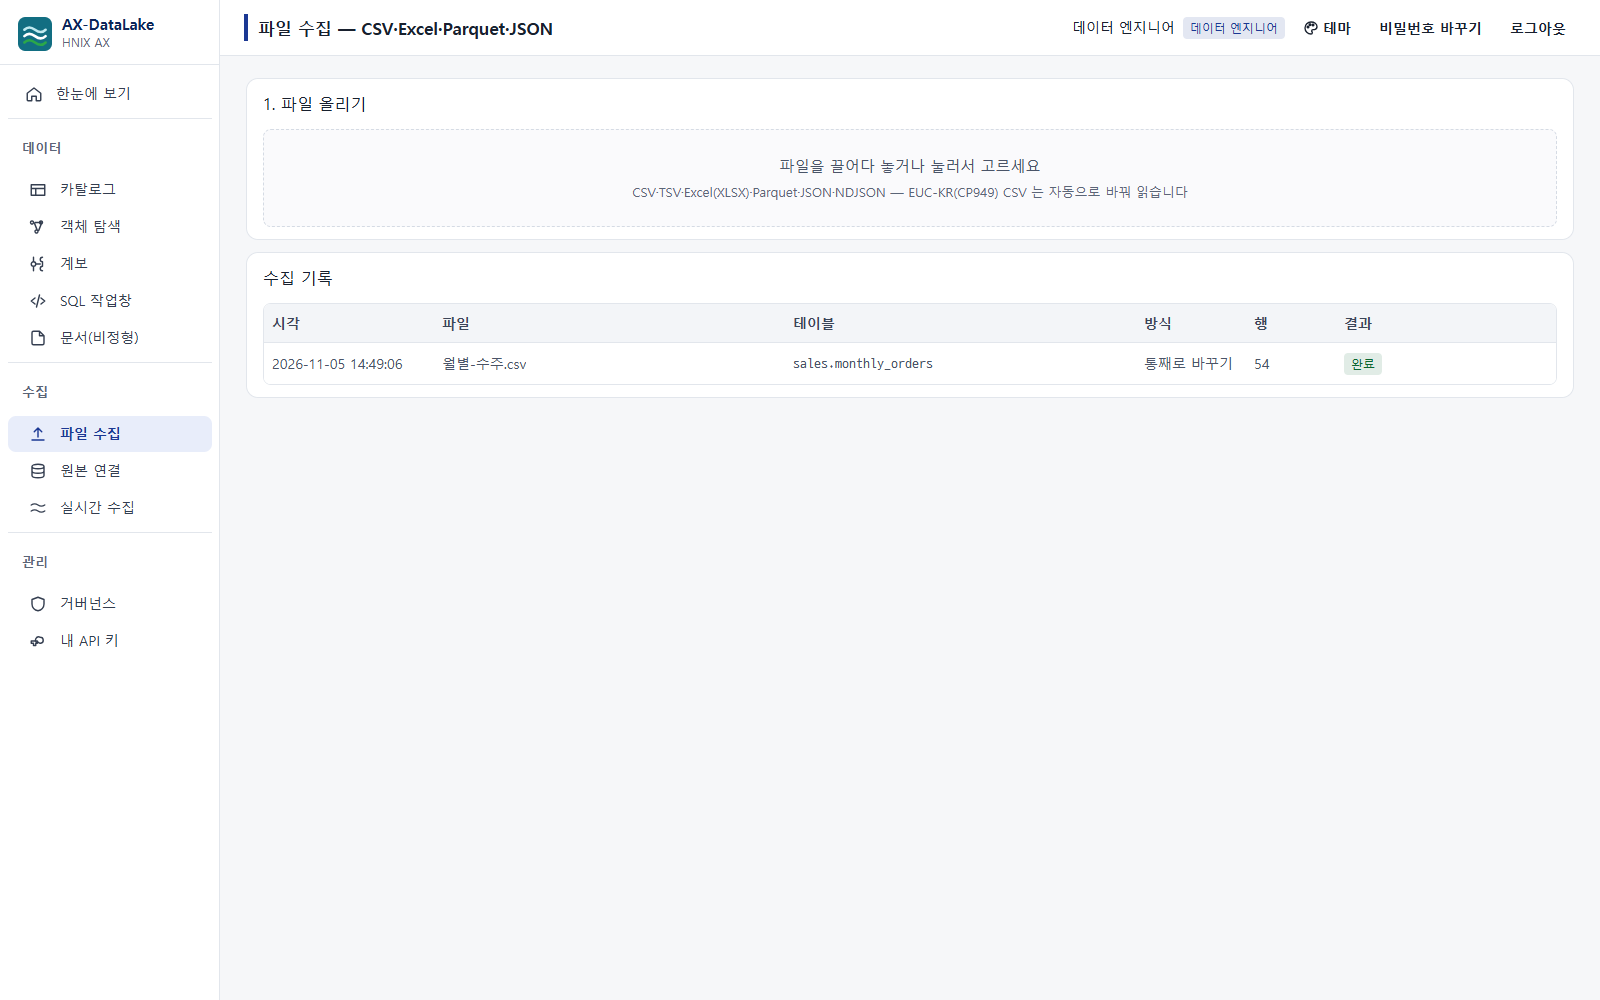 AX-DataLake
HNIX AX
한눈에 보기
데이터
카탈로그
객체 탐색
계보
SQL 작업창
문서(비정형)
수집
파일 수집
원본 연결
실시간 수집
관리
거버넌스
내 API 키
파일 수집 — CSV·Excel·Parquet·JSON
데이터 엔지니어 데이터 엔지니어 테마 비밀번호 바꾸기 로그아웃
1. 파일 올리기
파일을 끌어다 놓거나 눌러서 고르세요
CSV·TSV·Excel(XLSX)·Parquet·JSON·NDJSON — EUC-KR(CP949) CSV 는 자동으로 바꿔 읽습니다
수집 기록
시각 파일 테이블 방식 행 결과
2026-11-05 14:49:06 월별-수주.csv sales.monthly_orders 통째로 바꾸기 54 완료